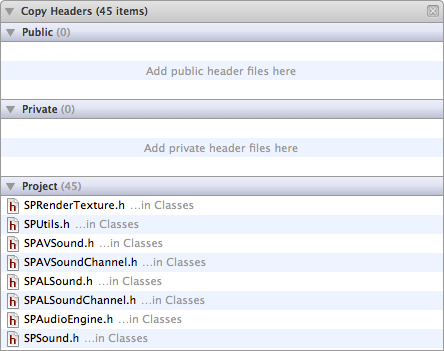 Copy Headers (45 items)
Public (0)
Add public header files here
Private (0)
Add private header files here
Project (45)
h SPRenderTexture.h ...in Classes
h SPUtils.h ...in Classes
h SPAVSound.h ...in Classes
h SPAVSoundChannel.h ...in Classes
h SPALSound.h ...in Classes
h SPALSoundChannel.h ...in Classes
h SPAudioEngine.h ...in Classes
h SPSound.h ...in Classes